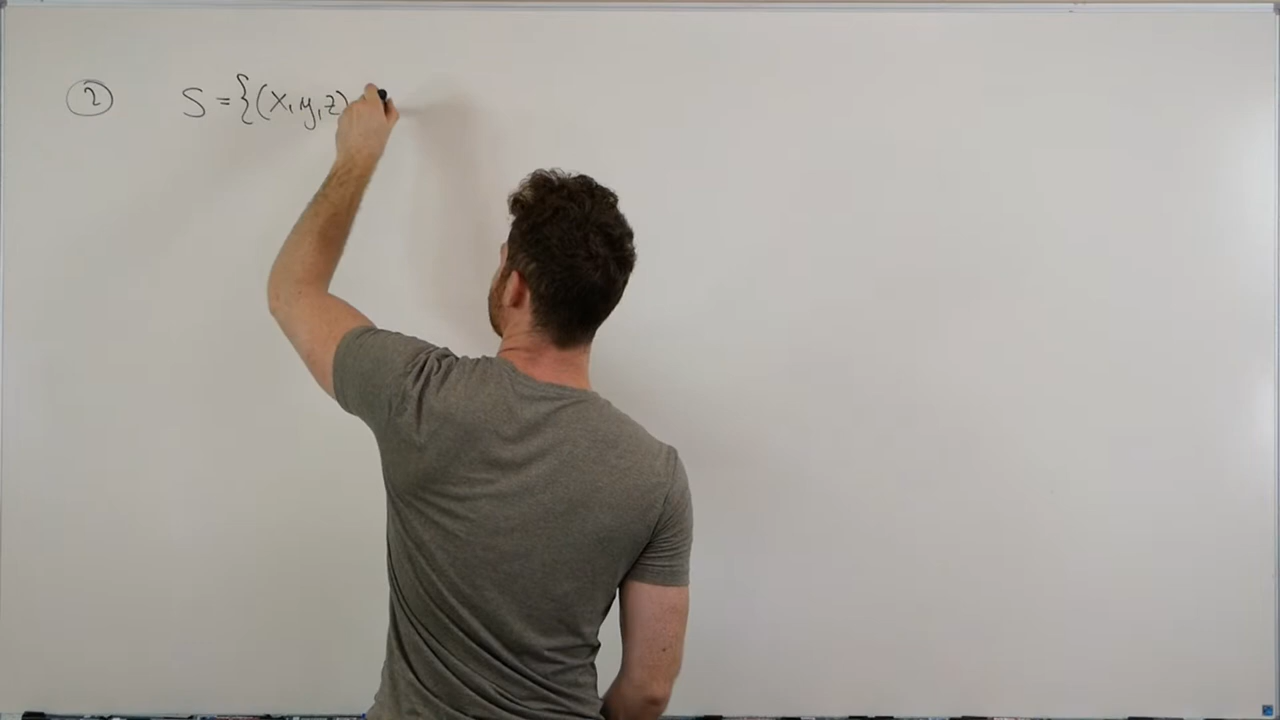 ② S = {(x, y, z)